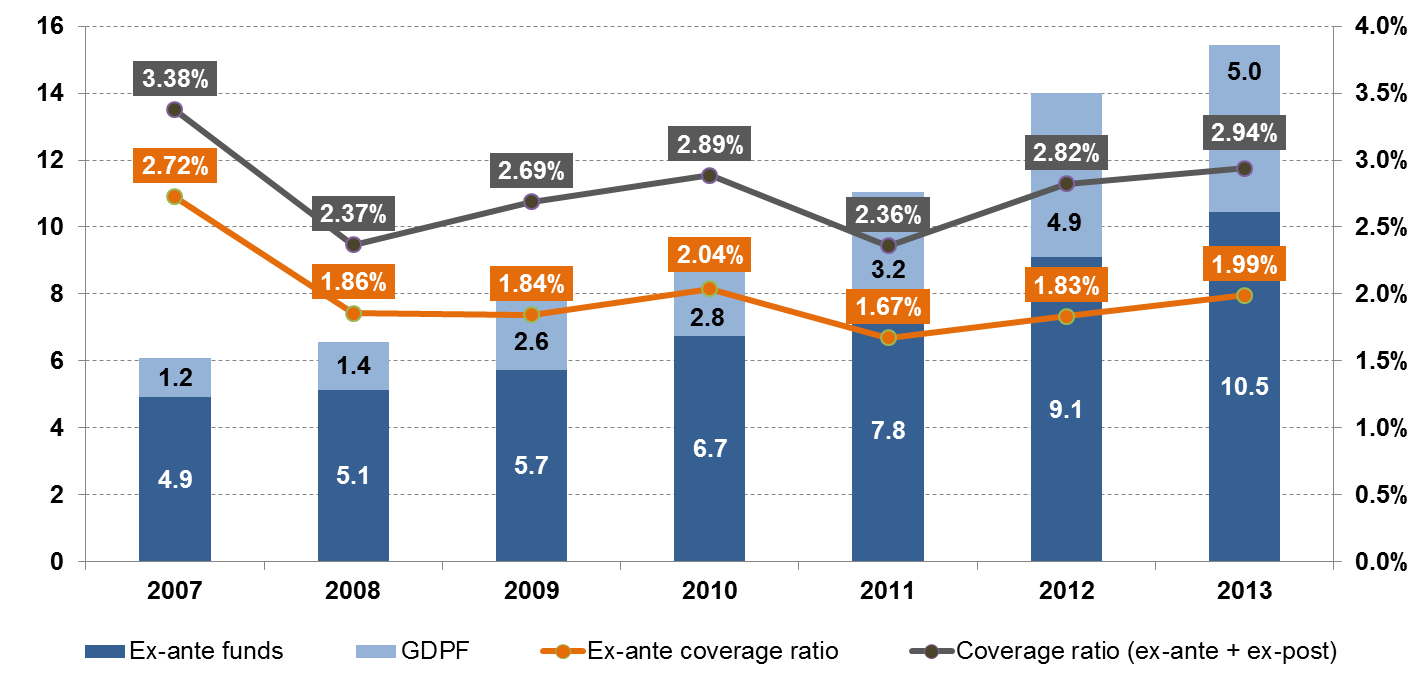 16 4.0%
3.38% 5.0
14 3.5%
2.89% 2.82% 2.94%
12 2.72% 2.69% 3.0%
2.37% 2.36% 4.9
10 2.5%
1.86% 1.84% 2.04% 3.2 1.83% 1.99%
8 1.67% 2.0%
2.6 2.8
6 1.2 1.4 1.5%
10.5
4 6.7 7.8 9.1 1.0%
4.9 5.1 5.7
2 0.5%
0 0.0%
2007 2008 2009 2010 2011 2012 2013
Ex-ante funds GDPF Ex-ante coverage ratio Coverage ratio (ex-ante + ex-post)